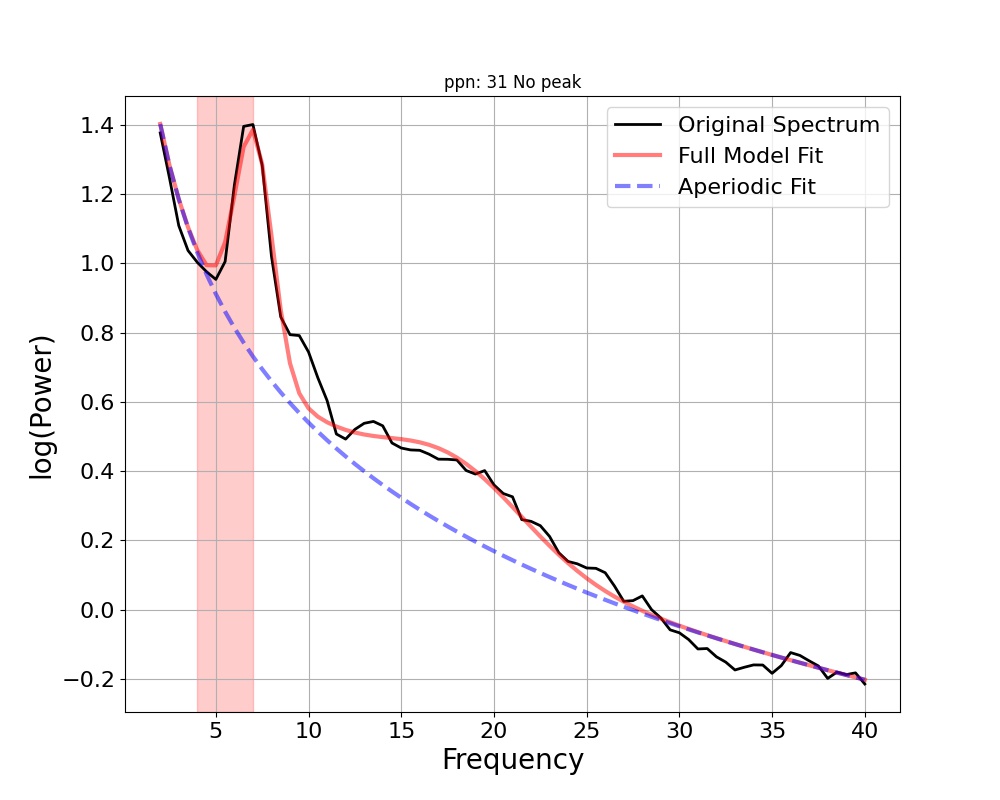 ppn: 31 No peak
Original Spectrum
Full Model Fit
Aperiodic Fit
log(Power)
1.4
1.2
1.0
0.8
0.6
0.4
0.2
0.0
−0.2
5 10 15 20 25 30 35 40
Frequency